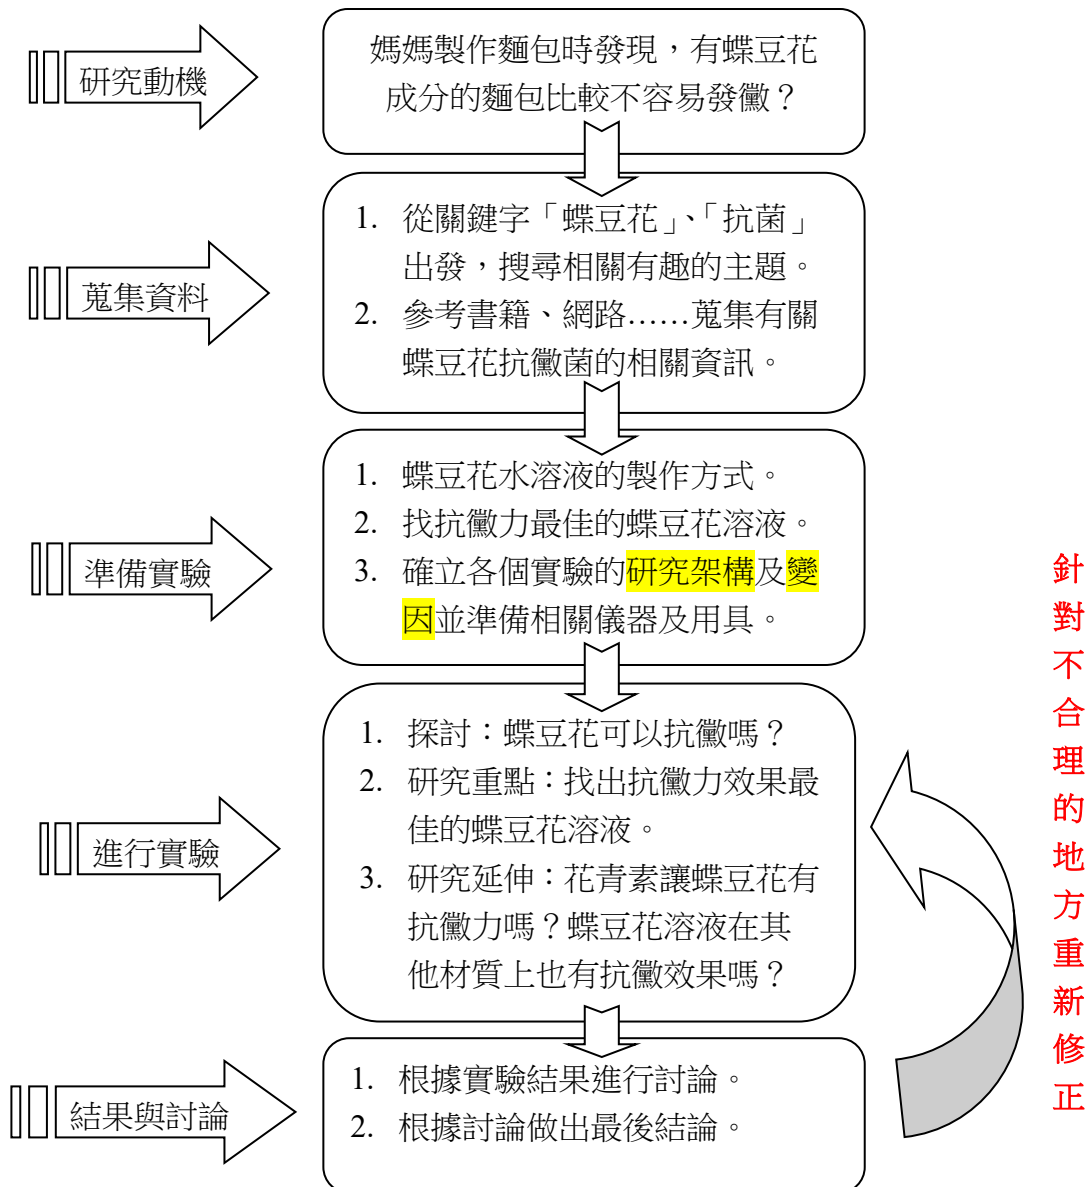 研究動機
媽媽製作麵包時發現，有蝶豆花
成分的麵包比較不容易發黴？
蒐集資料
1. 從關鍵字「蝶豆花」、「抗菌」
出發，搜尋相關有趣的主題。
2. 參考書籍、網路……蒐集有關
蝶豆花抗黴菌的相關資訊。
準備實驗
1. 蝶豆花水溶液的製作方式。
2. 找抗黴力最佳的蝶豆花溶液。
3. 確立各個實驗的研究架構及變
因並準備相關儀器及用具。
進行實驗
1. 探討：蝶豆花可以抗黴嗎？
2. 研究重點：找出抗黴力效果最
佳的蝶豆花溶液。
3. 研究延伸：花青素讓蝶豆花有
抗黴力嗎？蝶豆花溶液在其
他材質上也有抗黴效果嗎？
結果與討論
1. 根據實驗結果進行討論。
2. 根據討論做出最後結論。
針對不合理的地方重新修正